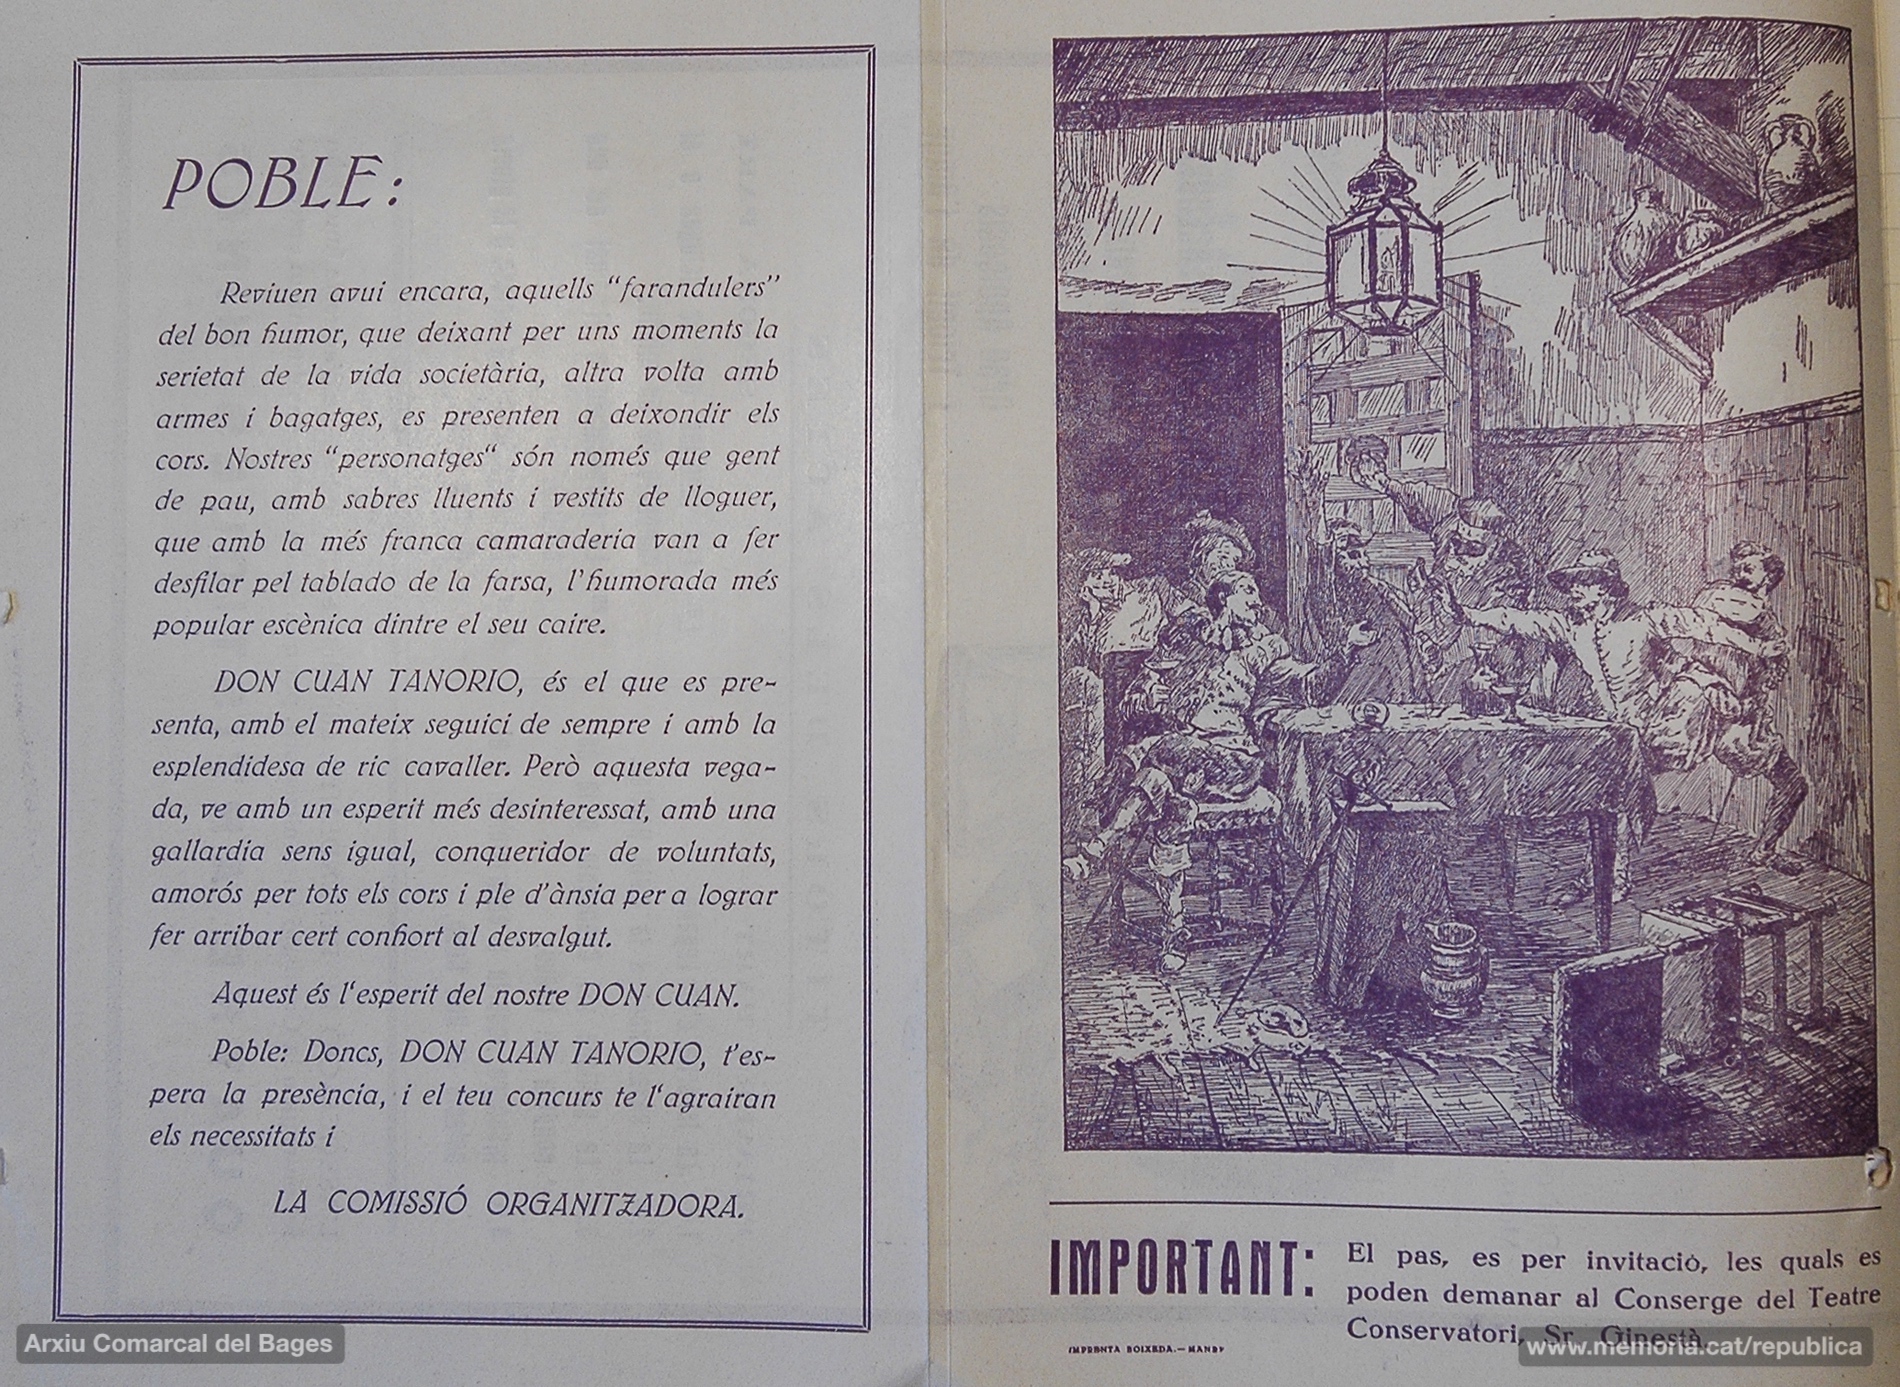 POBLE:
Reviuen avui encara, aquells "farandulers"
del bon humor, que deixant per uns moments la
serietat de la vida societària, altra volta amb
armes i bagatges, es presenten a deixondir els
cors. Nostres "personatges" són només que gent
de pau, amb sabres lluents i vestits de lloguer,
que amb la més franca camaraderia van a fer
desfilar pel tablado de la farsa, l'humorada més
popular escènica dintre el seu caire.
DON CUAN TANORIO, és el que es pre-
senta, amb el mateix seguici de sempre i amb la
esplendidesa de ric cavaller. Però aquesta vega-
da, ve amb un esperit més desinteressat, amb una
gallardía sens igual, conqueridor de voluntats,
amorós per tots els cors i ple d'ànsia per a lograr
fer arribar cert confiort al desvalgut.
Aquest és l'esperit del nostre DON CUAN.
Poble: Doncs, DON CUAN TANORIO, t'es-
pera la presència, i el teu concurs te l'agrairan
els necessitats i
LA COMISSIÓ ORGANITZADORA.
IMPORTANT:
El pas, es per invitació, les quals es
poden demanar al Conserge del Teatre
Conservatori, Sr. Ginestà.
IMPREMTA BOIXEDA.—MANR
Arxiu Comarcal del Bages
www.memoria.cat/republica